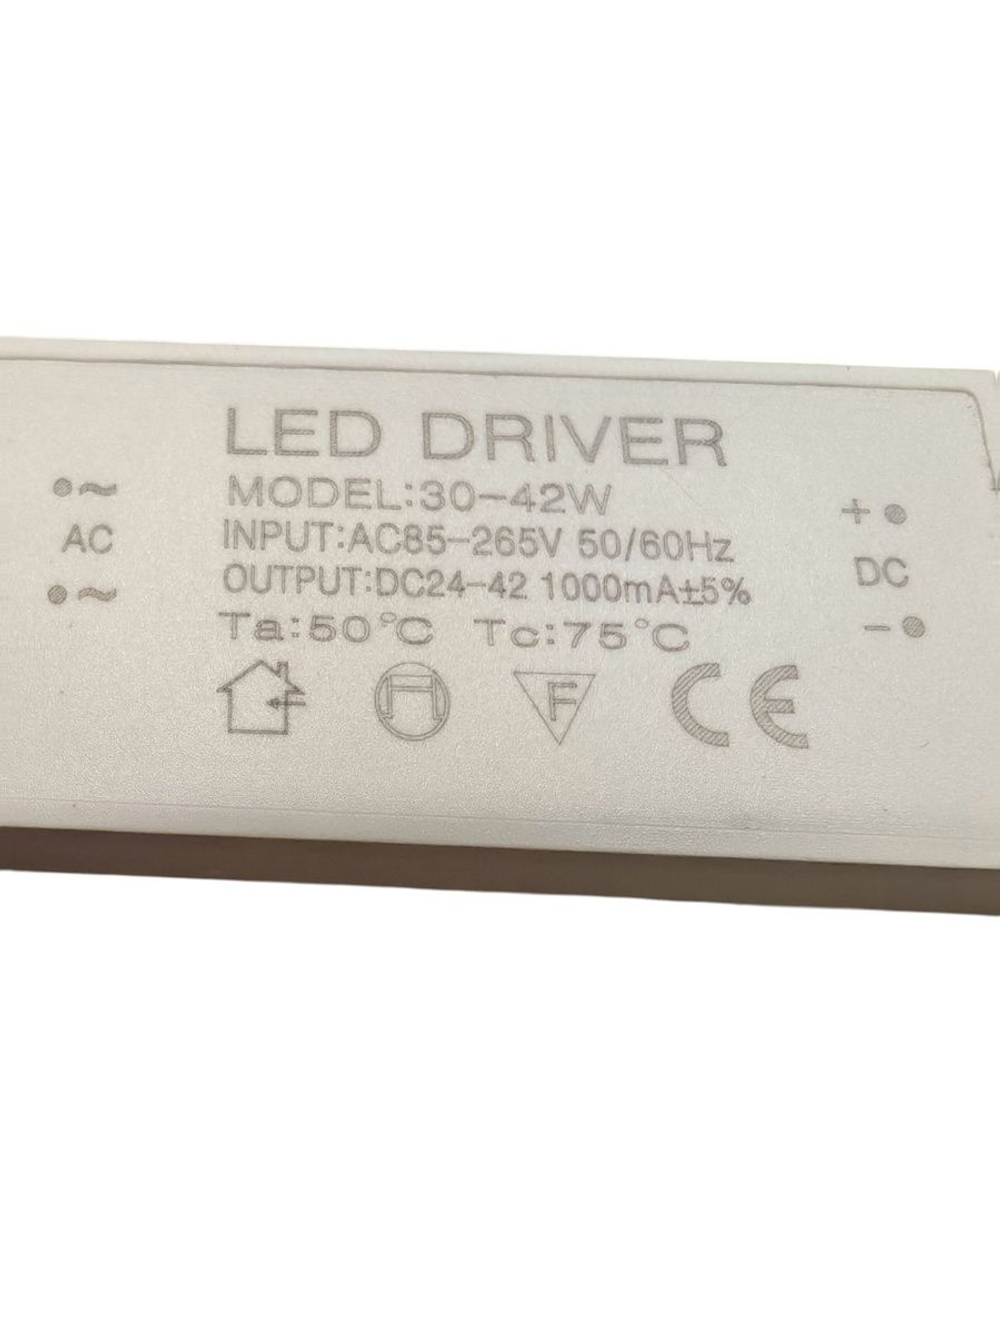 LED DRIVER
MODEL:30-42W
INPUT:AC85-265V 50/60Hz
OUTPUT:DC24-42 1000mA±5%
Ta:50°C Tc:75°C
~
AC
~
+
DC
-
F
CE